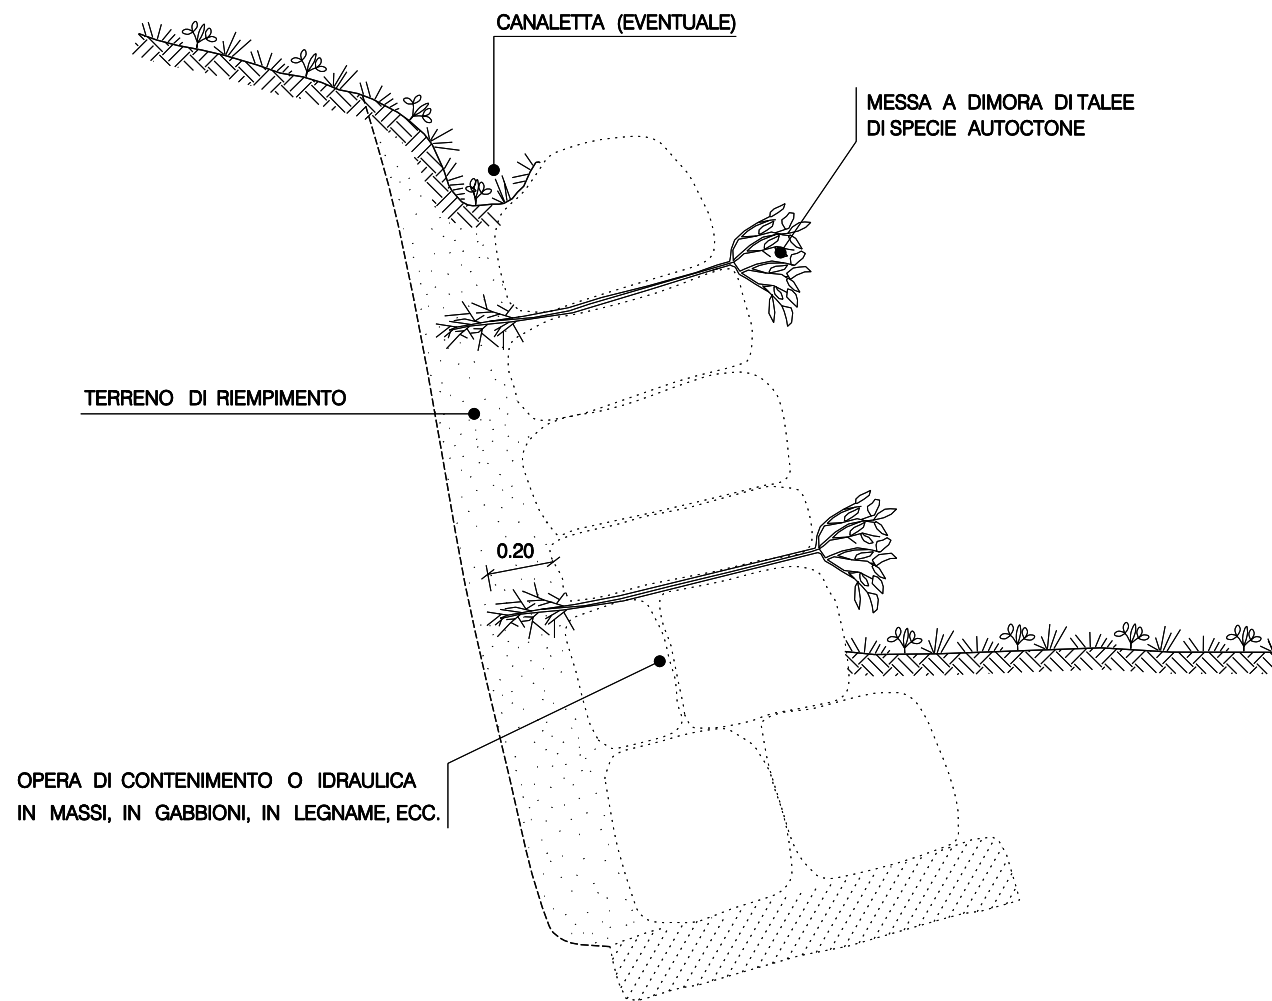 CANALETTA (EVENTUALE)
MESSA A DIMORA DI TALEE
DI SPECIE AUTOCTONE
TERRENO DI RIEMPIMENTO
0.20
OPERA DI CONTENIMENTO O IDRAULICA
IN MASSI, IN GABBIONI, IN LEGNAME, ECC.